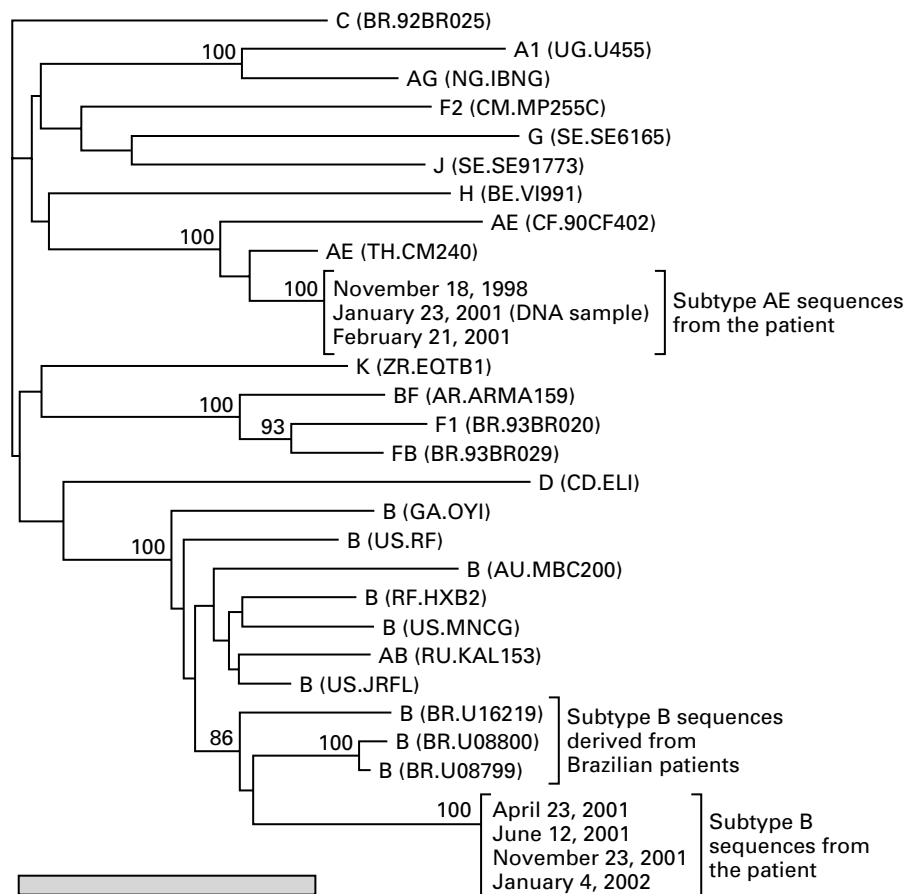 C (BR.92BR025)
100
A1 (UG.U455)
AG (NG.IBNG)
F2 (CM.MP255C)
G (SE.SE6165)
J (SE.SE91773)
H (BE.VI991)
100
AE (CF.90CF402)
AE (TH.CM240)
100
November 18, 1998
January 23, 2001 (DNA sample)
February 21, 2001
Subtype AE sequences
from the patient
K (ZR.EQTB1)
100
BF (AR.ARMA159)
93
F1 (BR.93BR020)
FB (BR.93BR029)
D (CD.ELI)
100
B (GA.OYI)
B (US.RF)
B (AU.MBC200)
B (RF.HXB2)
B (US.MNCG)
AB (RU.KAL153)
B (US.JRFL)
86
B (BR.U16219)
100
B (BR.U08800)
B (BR.U08799)
Subtype B sequences
derived from
Brazilian patients
100
April 23, 2001
June 12, 2001
November 23, 2001
January 4, 2002
Subtype B
sequences from
the patient